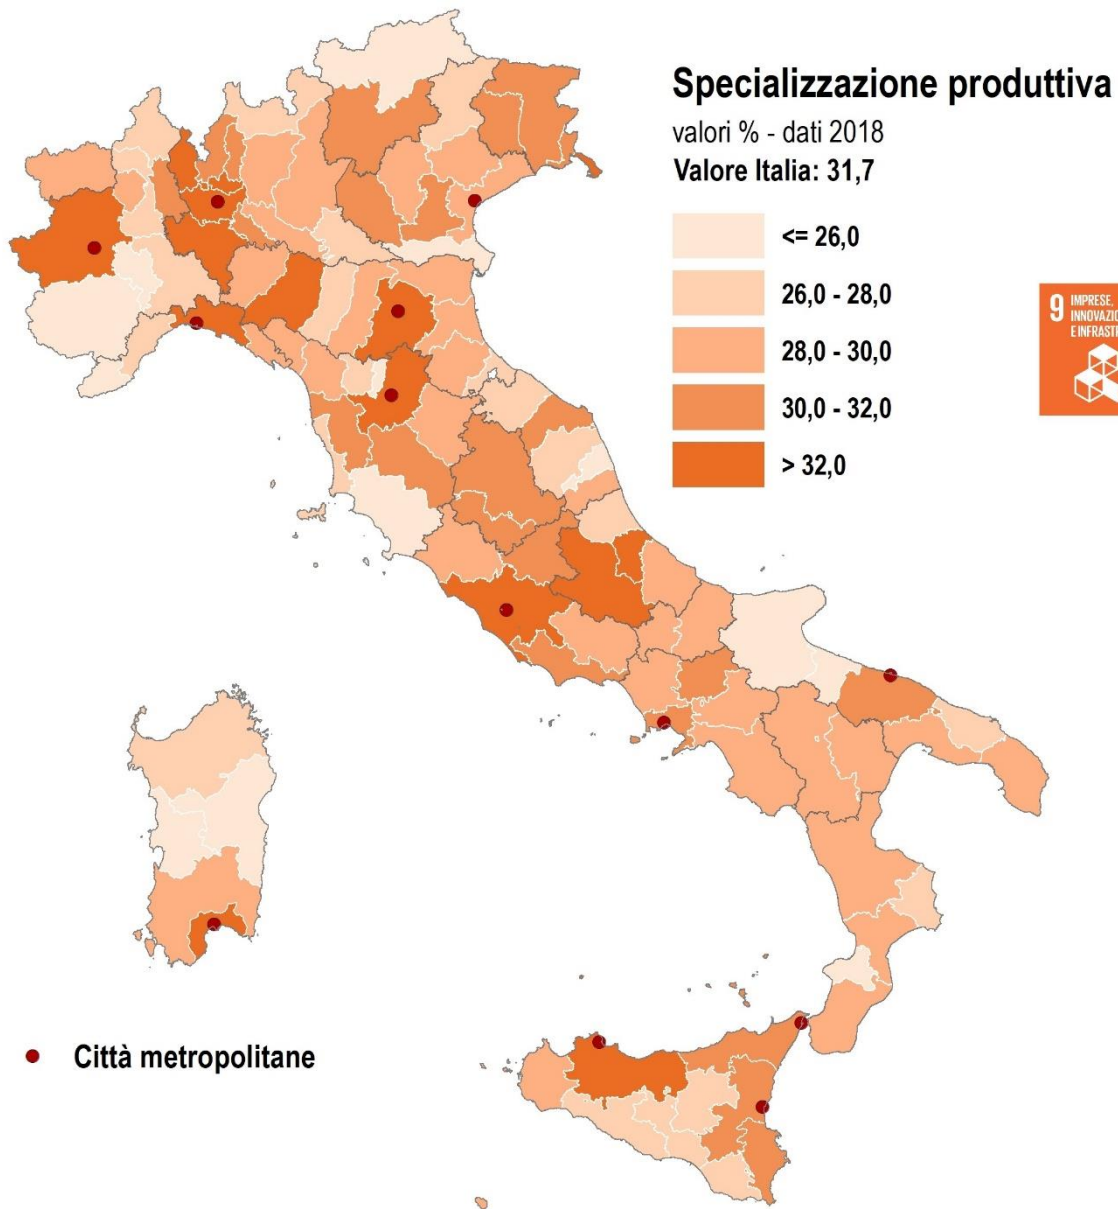 Specializzazione produttiva
valori % - dati 2018
Valore Italia: 31,7
<= 26,0
26,0 - 28,0
28,0 - 30,0
30,0 - 32,0
> 32,0
9 IMPRESE,
Città metropolitane